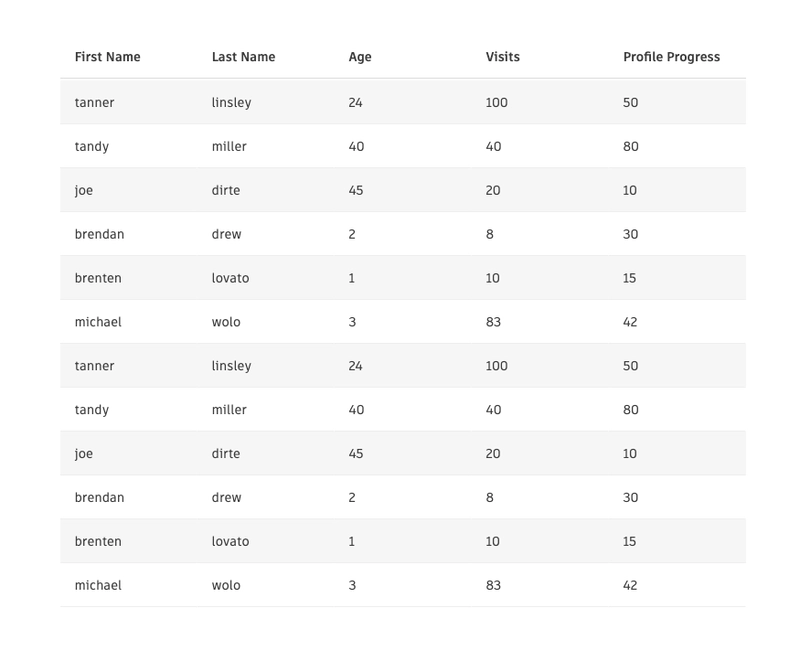 First Name Last Name Age Visits Profile Progress
tanner linsley 24 100 50
tandy miller 40 40 80
joe dirte 45 20 10
brendan drew 2 8 30
brenten lovato 1 10 15
michael wolo 3 83 42
tanner linsley 24 100 50
tandy miller 40 40 80
joe dirte 45 20 10
brendan drew 2 8 30
brenten lovato 1 10 15
michael wolo 3 83 42